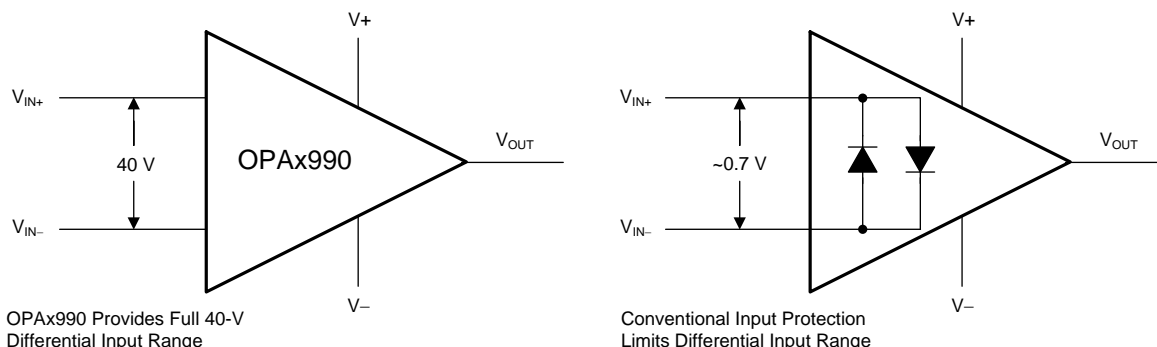 V+
VIN+
40 V
OPAx990
VOUT
VIN−
V−
OPAx990 Provides Full 40-V
Differential Input Range
V+
VIN+
~0.7 V
VOUT
VIN−
V−
Conventional Input Protection
Limits Differential Input Range